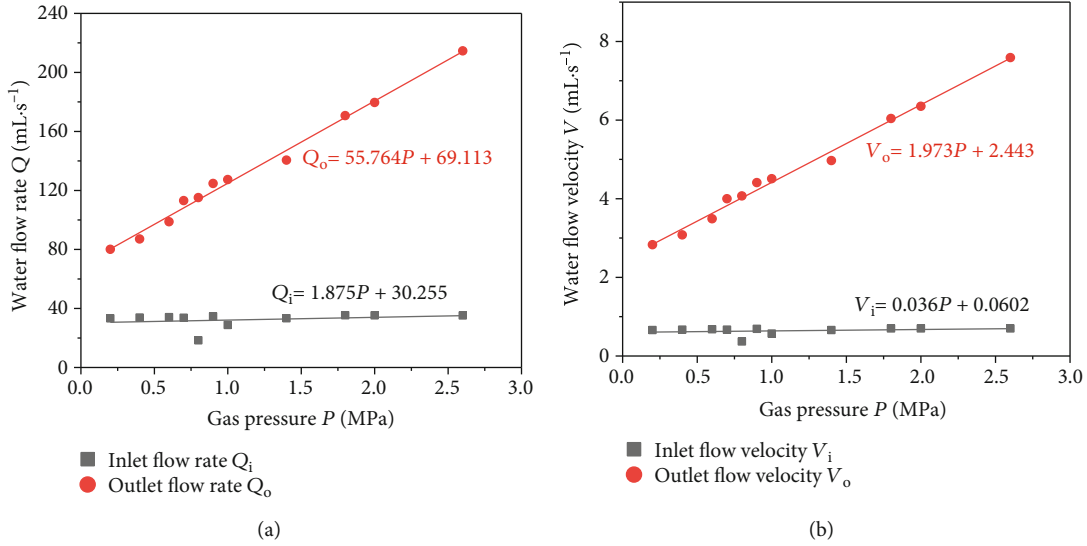 240
200
160
120
80
40
0
Water flow rate Q (mL·s⁻¹)
Qₒ= 55.764P + 69.113
Qᵢ= 1.875P + 30.255
0.0 0.5 1.0 1.5 2.0 2.5 3.0
Gas pressure P (MPa)
Inlet flow rate Qᵢ
Outlet flow rate Qₒ
(a)
8
6
4
2
0
Water flow velocity V (mL·s⁻¹)
Vₒ= 1.973P + 2.443
Vᵢ= 0.036P + 0.0602
0.0 0.5 1.0 1.5 2.0 2.5 3.0
Gas pressure P (MPa)
Inlet flow velocity Vᵢ
Outlet flow velocity Vₒ
(b)